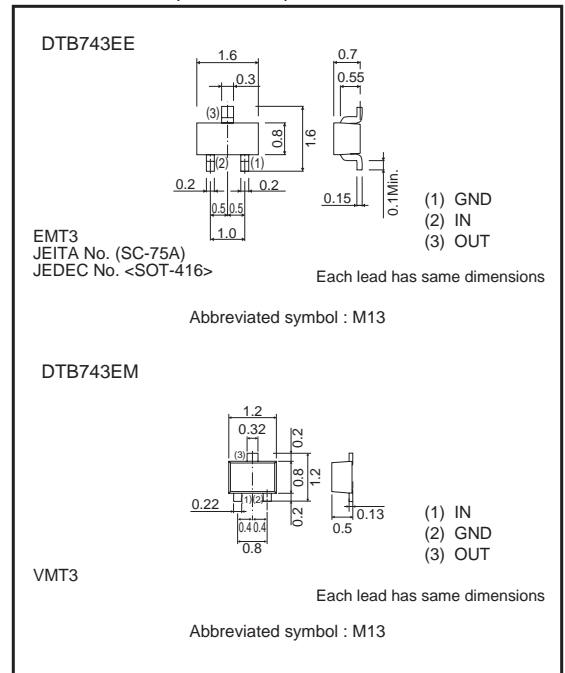 DTB743EE
1.6
0.3
(3)
(2)
(1)
0.8
1.6
0.2
0.2
0.5
0.5
1.0
0.7
0.55
0.15
0.1Min.
(1) GND
(2) IN
(3) OUT
EMT3
JEITA No. (SC-75A)
JEDEC No. <SOT-416>
Each lead has same dimensions
Abbreviated symbol : M13
DTB743EM
1.2
0.32
(3)
0.2
0.8
1.2
0.22
(1)
(2)
0.4
0.4
0.2
0.8
0.13
0.5
(1) IN
(2) GND
(3) OUT
VMT3
Each lead has same dimensions
Abbreviated symbol : M13